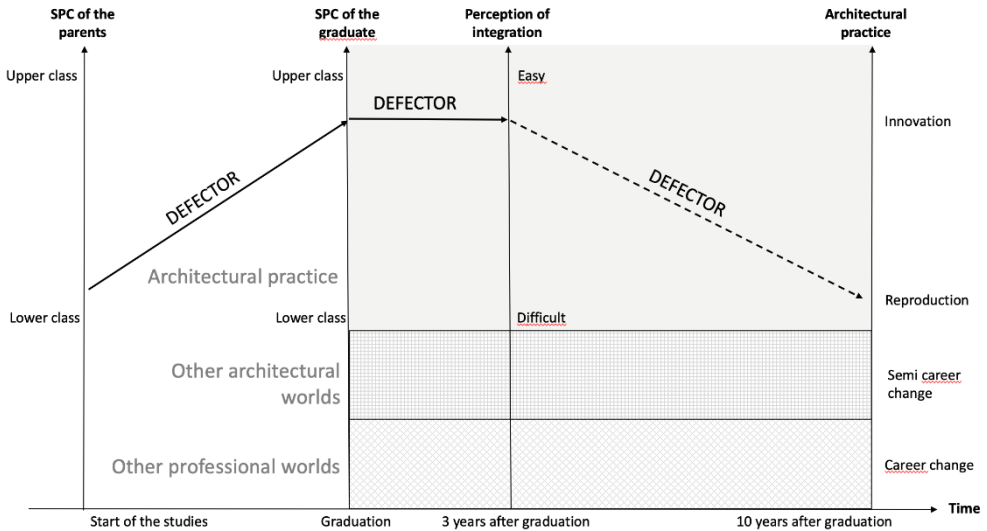 SPC of the
parents
SPC of the
graduate
Perception of
integration
Architectural
practice
Upper class
Upper class
Easy
DEFECTOR
Innovation
DEFECTOR
DEFECTOR
Architectural practice
Reproduction
Lower class
Lower class
Difficult
Other architectural
worlds
Semi career
change
Other professional worlds
Career change
Time
Start of the studies
Graduation
3 years after graduation
10 years after graduation